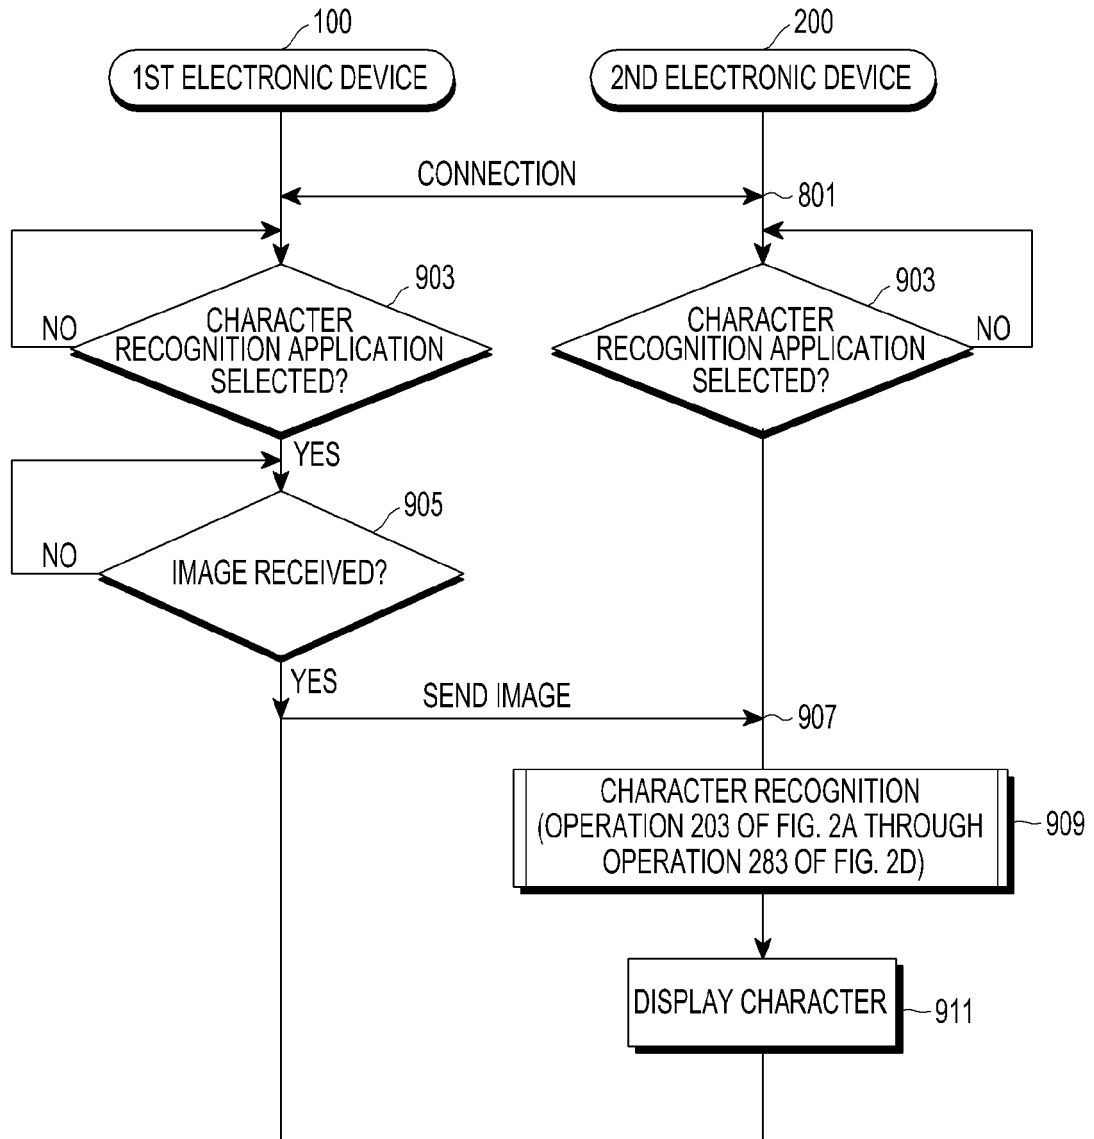 100
200
1ST ELECTRONIC DEVICE
2ND ELECTRONIC DEVICE
CONNECTION
801
903
903
NO
CHARACTER
RECOGNITION APPLICATION
SELECTED?
CHARACTER
RECOGNITION APPLICATION
SELECTED?
NO
YES
905
NO
IMAGE RECEIVED?
YES
SEND IMAGE
907
CHARACTER RECOGNITION
(OPERATION 203 OF FIG. 2A THROUGH
OPERATION 283 OF FIG. 2D)
909
DISPLAY CHARACTER
911